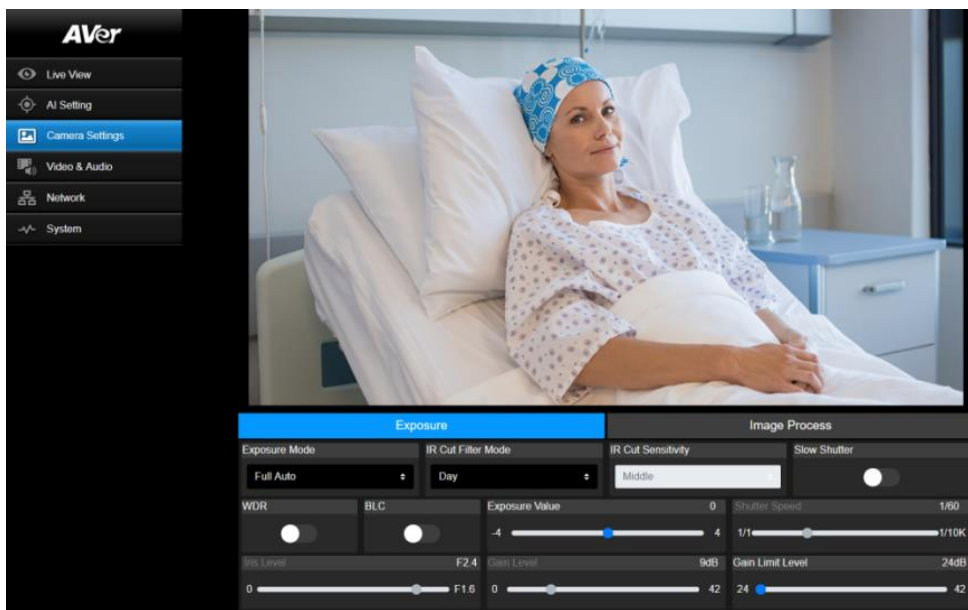 AVer
Live View
AI Setting
Camera Settings
Video & Audio
Network
System
Exposure
Image Process
Exposure Mode
IR Cut Filter Mode
IR Cut Sensitivity
Slow Shutter
Full Auto
Day
Middle
WDR
BLC
Exposure Value 0
Shutter Speed 1/60
-4 4
1/1 1/10K
Iris Level F2.4
Gain Level 9dB
Gain Limit Level 24dB
0 F1.6
0 42
24 42